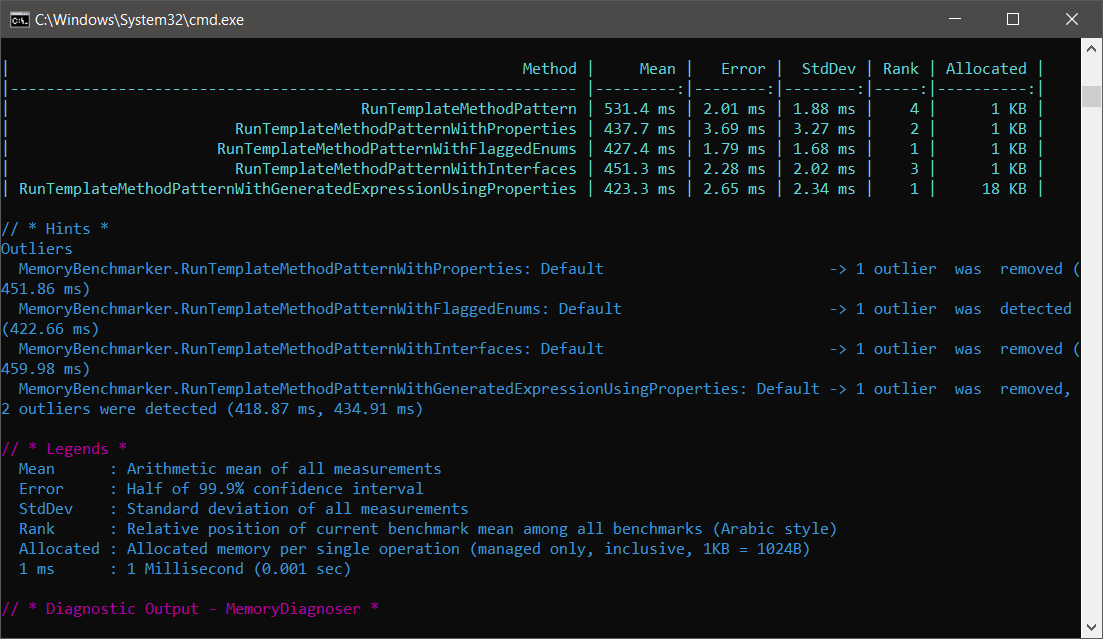 C:\Windows\System32\cmd.exe
|                                                         Method |     Mean |   Error |  StdDev | Rank | Allocated |
|--------------------------------------------------------------- |---------:|--------:|--------:|-----:|----------:|
|                                       RunTemplateMethodPattern | 531.4 ms | 2.01 ms | 1.88 ms |    4 |      1 KB |
|                         RunTemplateMethodPatternWithProperties | 437.7 ms | 3.69 ms | 3.27 ms |    2 |      1 KB |
|                       RunTemplateMethodPatternWithFlaggedEnums | 427.4 ms | 1.79 ms | 1.68 ms |    1 |      1 KB |
|                         RunTemplateMethodPatternWithInterfaces | 451.3 ms | 2.28 ms | 2.02 ms |    3 |      1 KB |
| RunTemplateMethodPatternWithGeneratedExpressionUsingProperties | 423.3 ms | 2.65 ms | 2.34 ms |    1 |     18 KB |
// * Hints *
Outliers
  MemoryBenchmarker.RunTemplateMethodPatternWithProperties: Default                         -> 1 outlier  was  removed (
451.86 ms)
  MemoryBenchmarker.RunTemplateMethodPatternWithFlaggedEnums: Default                       -> 1 outlier  was  detected
(422.66 ms)
  MemoryBenchmarker.RunTemplateMethodPatternWithInterfaces: Default                         -> 1 outlier  was  removed (
459.98 ms)
  MemoryBenchmarker.RunTemplateMethodPatternWithGeneratedExpressionUsingProperties: Default -> 1 outlier  was  removed,
2 outliers were detected (418.87 ms, 434.91 ms)
// * Legends *
  Mean      : Arithmetic mean of all measurements
  Error     : Half of 99.9% confidence interval
  StdDev    : Standard deviation of all measurements
  Rank      : Relative position of current benchmark mean among all benchmarks (Arabic style)
  Allocated : Allocated memory per single operation (managed only, inclusive, 1KB = 1024B)
  1 ms      : 1 Millisecond (0.001 sec)
// * Diagnostic Output - MemoryDiagnoser *